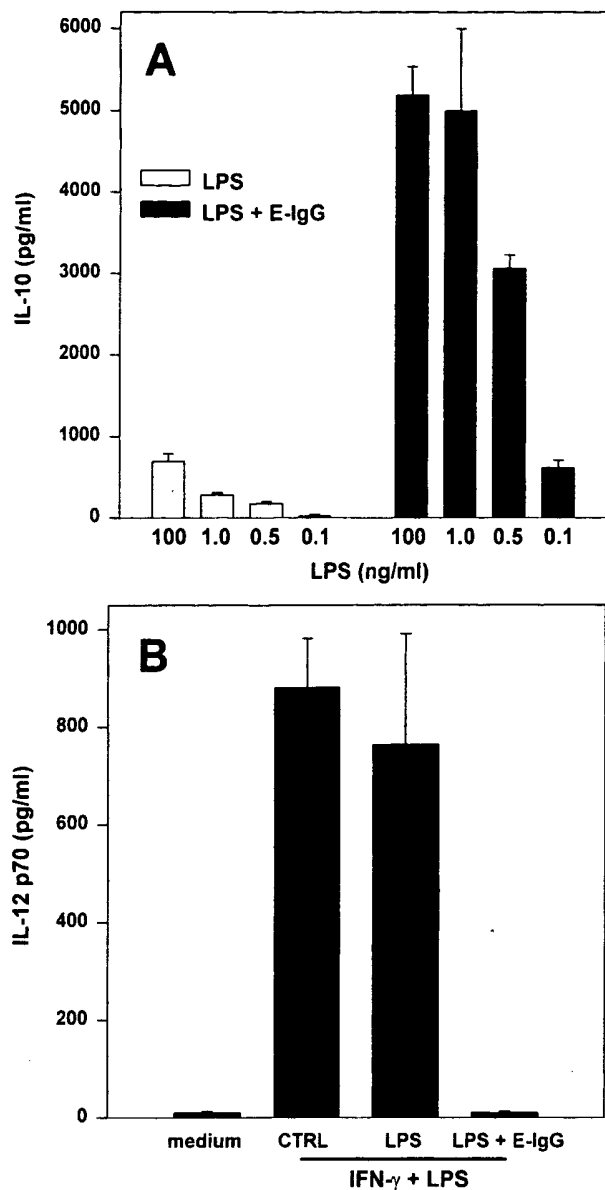 6000
5000
4000
3000
2000
1000
0
IL-10 (pg/ml)
A
LPS
LPS + E-IgG
100 1.0 0.5 0.1 100 1.0 0.5 0.1
LPS (ng/ml)
1000
800
600
400
200
0
IL-12 p70 (pg/ml)
B
medium CTRL LPS LPS + E-IgG
IFN-γ + LPS